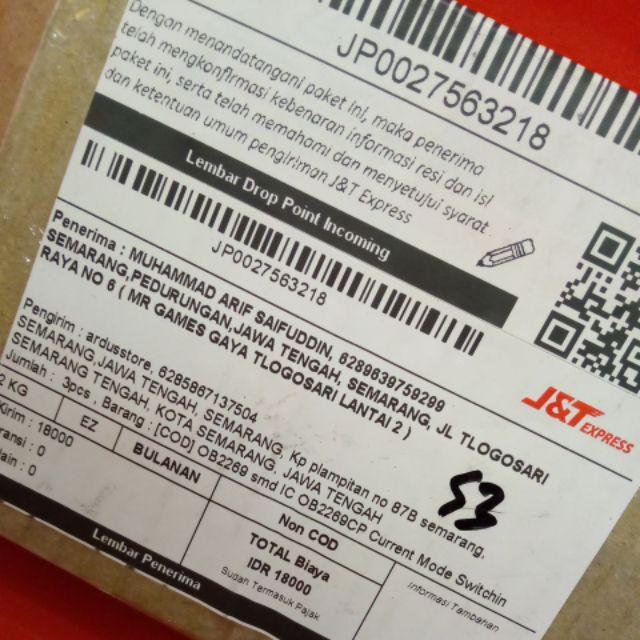 JP0027563218
Dengan menandatangani paket ini, maka penerima
telah mengkonfirmasi kebenaran informasi resi dan isi
paket ini, serta telah memahami dan menyetujui syarat
dan ketentuan umum pengiriman J&T Express
Lembar Drop Point Incoming
JP0027563218
Penerima : MUHAMMAD ARIF SAIFUDDIN, 6289639759299
SEMARANG,PEDURUNGAN,JAWA TENGAH, SEMARANG, JL TLOGOSARI
RAYA NO 6 ( MR GAMES GAYA TLOGOSARI LANTAI 2 )
J&T EXPRESS
Pengirim : ardusstore, 6285867137504
SEMARANG ,JAWA TENGAH, SEMARANG, Kp plampitan no 87B semarang,
SEMARANG TENGAH, KOTA SEMARANG ,JAWA TENGAH
Jumlah : 3pcs, Barang : [COD] OB2269 smd IC OB2269CP Current Mode Switchin
53
KG
EZ
BULANAN
Non COD
18000
: 0
: 0
TOTAL Biaya
IDR 18000
Sudah Termasuk Pajak
Informasi Tambahan
Lembar Penerima